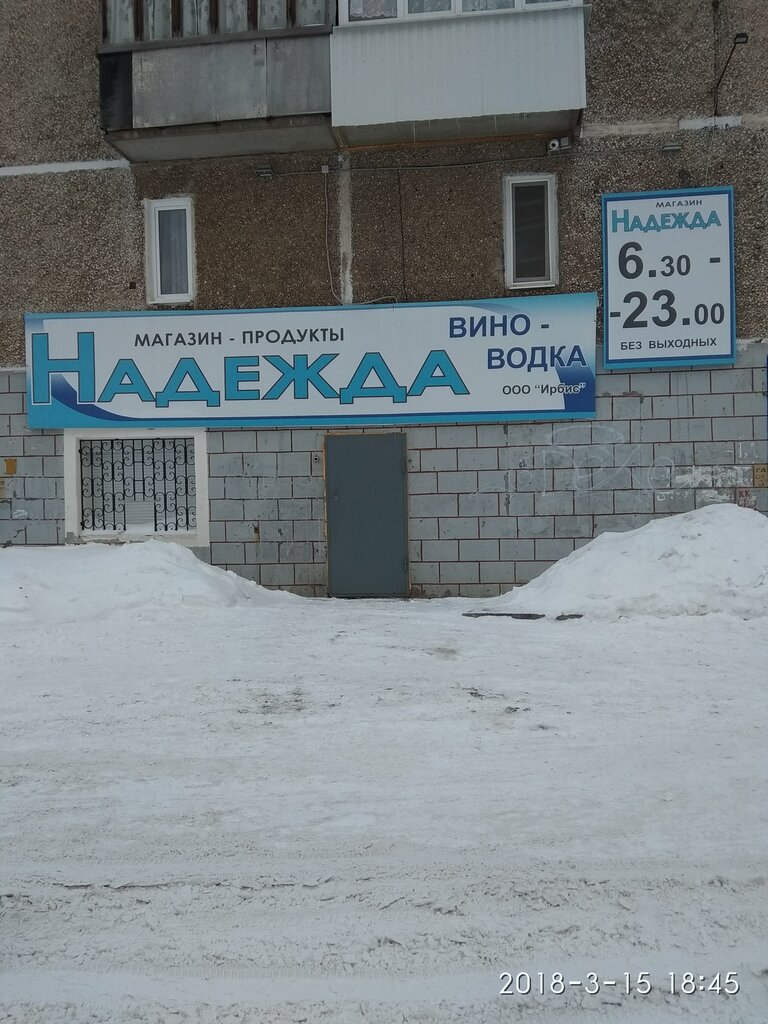 МАГАЗИН - ПРОДУКТЫ
НАДЕЖДА
ВИНО -
ВОДКА
ООО "Ирбис"
МАГАЗИН
НАДЕЖДА
6.30 -
-23.00
БЕЗ ВЫХОДНЫХ
2018-3-15 18:45